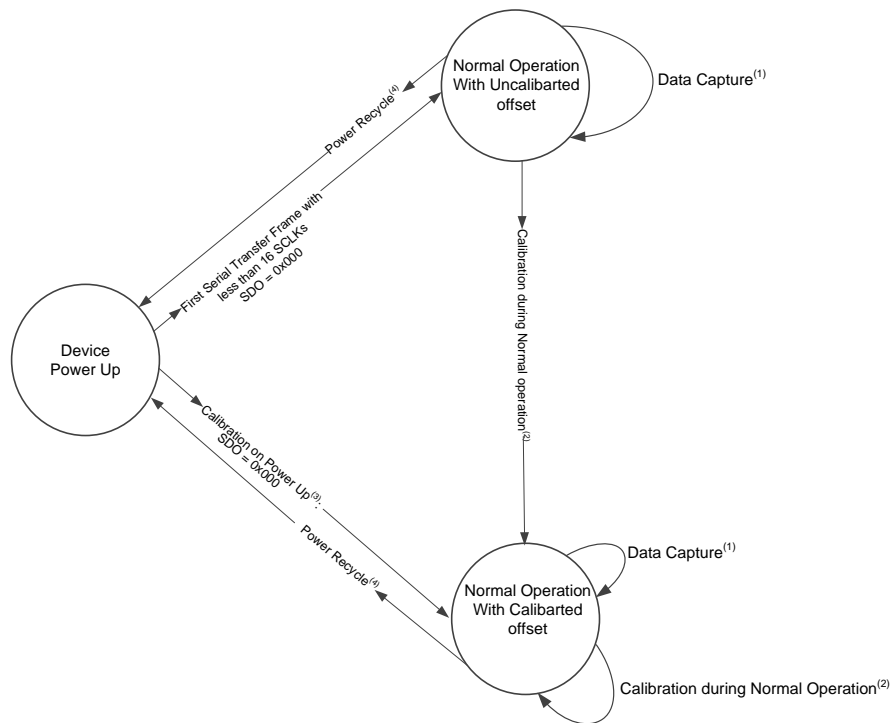 Normal Operation
With Uncalibarted
offset
Data Capture(1)
Power Recycle(4)
First Serial Transfer Frame with
less than 16 SCLKs
SDO = 0x000
Calibration during Normal operation(2)
Device
Power Up
Calibration on Power Up(3):
SDO = 0x000
Power Recycle(4)
Normal Operation
With Calibarted
offset
Data Capture(1)
Calibration during Normal Operation(2)